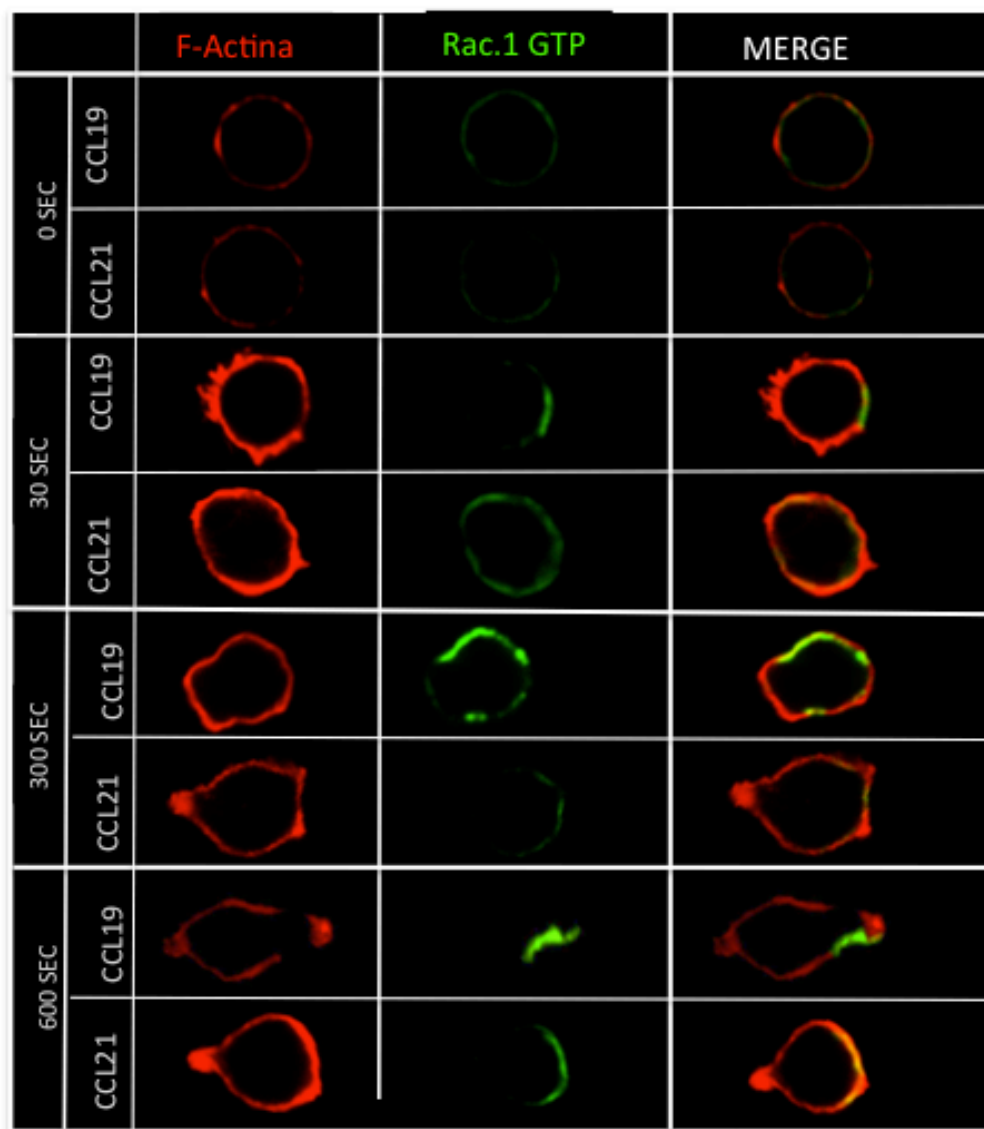 F-Actina Rac.1 GTP MERGE
0 SEC
CCL19
CCL21
30 SEC
CCL19
CCL21
300 SEC
CCL19
CCL21
600 SEC
CCL19
CCL21